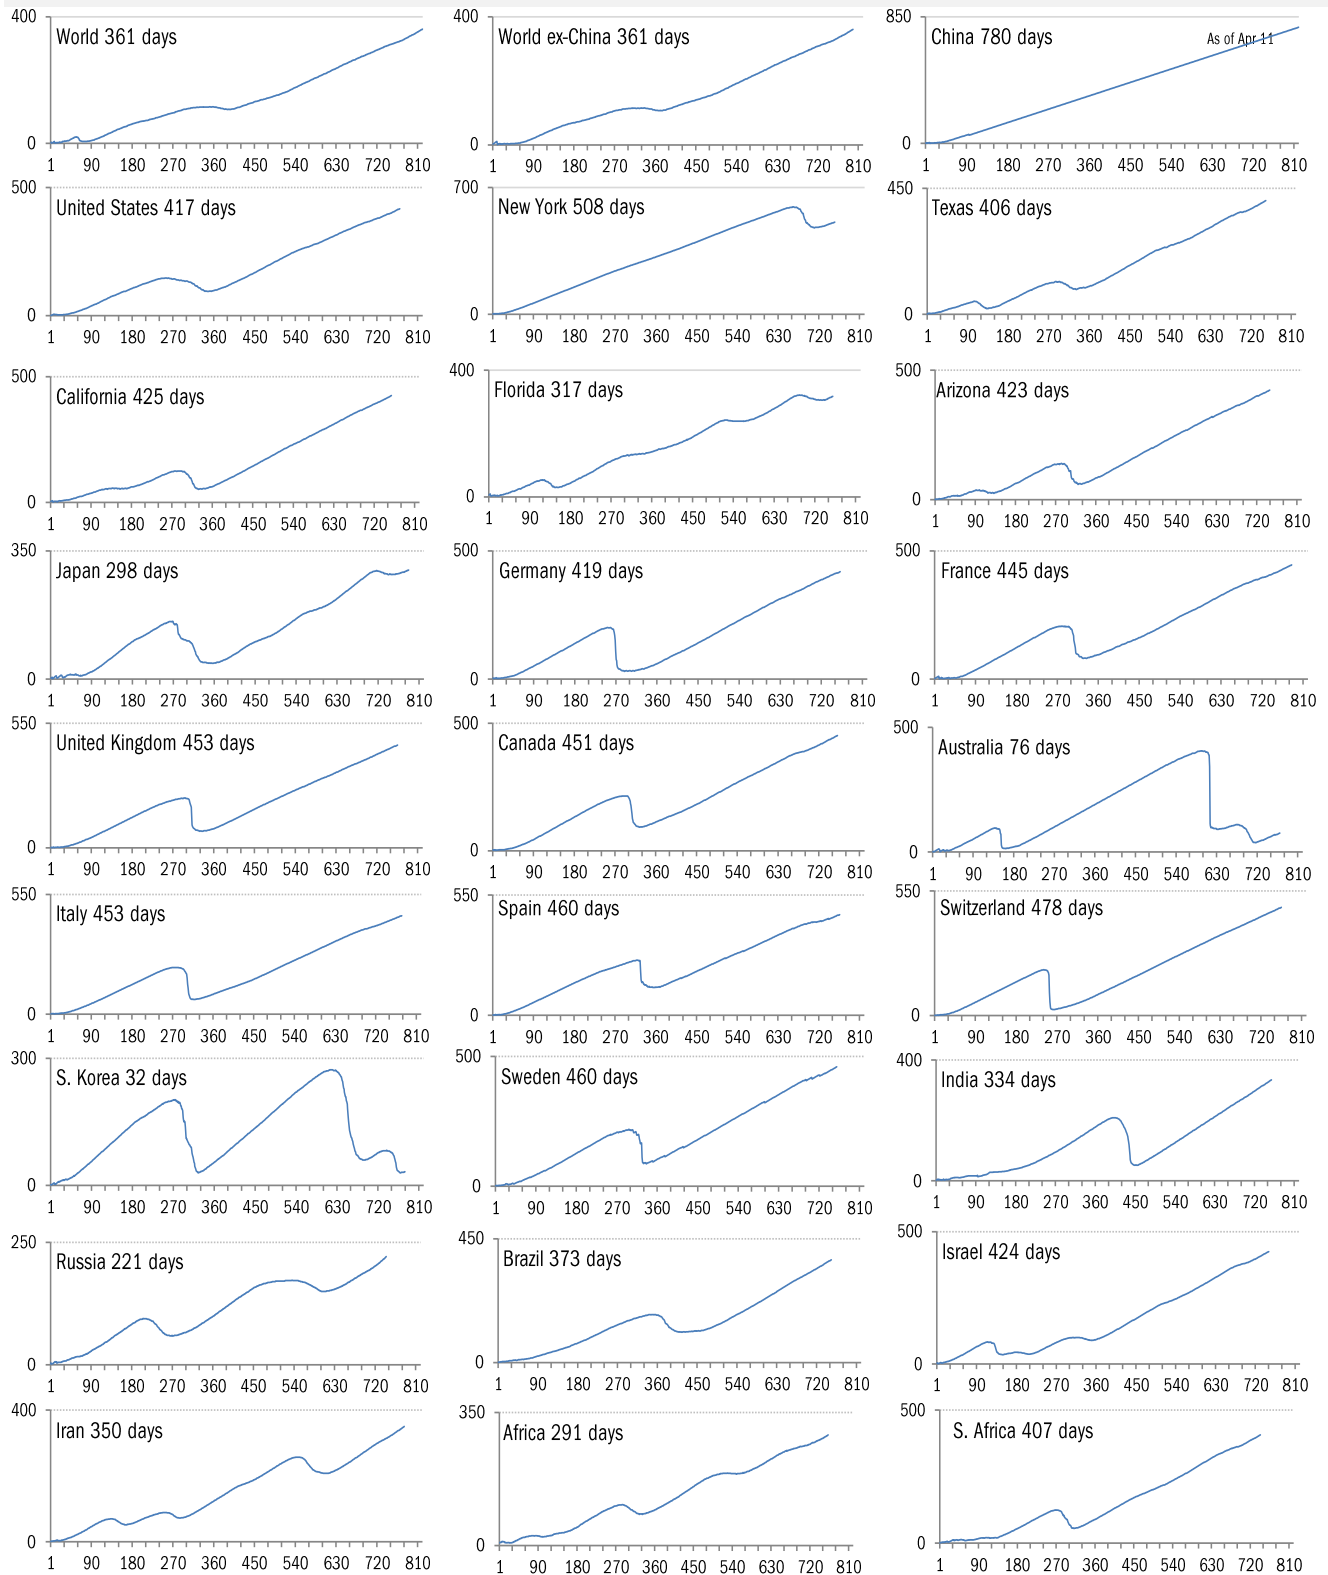 400
World 361 days
0
1 90 180 270 360 450 540 630 720 810
400
World ex-China 361 days
0
1 90 180 270 360 450 540 630 720 810
850
China 780 days
As of Apr 11
0
1 90 180 270 360 450 540 630 720 810
500
United States 417 days
0
1 90 180 270 360 450 540 630 720 810
700
New York 508 days
0
1 90 180 270 360 450 540 630 720 810
450
Texas 406 days
0
1 90 180 270 360 450 540 630 720 810
500
California 425 days
0
1 90 180 270 360 450 540 630 720 810
400
Florida 317 days
0
1 90 180 270 360 450 540 630 720 810
500
Arizona 423 days
0
1 90 180 270 360 450 540 630 720 810
350
Japan 298 days
0
1 90 180 270 360 450 540 630 720 810
500
Germany 419 days
0
1 90 180 270 360 450 540 630 720 810
500
France 445 days
0
1 90 180 270 360 450 540 630 720 810
550
United Kingdom 453 days
0
1 90 180 270 360 450 540 630 720 810
500
Canada 451 days
0
1 90 180 270 360 450 540 630 720 810
500
Australia 76 days
0
1 90 180 270 360 450 540 630 720 810
550
Italy 453 days
0
1 90 180 270 360 450 540 630 720 810
550
Spain 460 days
0
1 90 180 270 360 450 540 630 720 810
550
Switzerland 478 days
0
1 90 180 270 360 450 540 630 720 810
300
S. Korea 32 days
0
1 90 180 270 360 450 540 630 720 810
500
Sweden 460 days
0
1 90 180 270 360 450 540 630 720 810
400
India 334 days
0
1 90 180 270 360 450 540 630 720 810
250
Russia 221 days
0
1 90 180 270 360 450 540 630 720 810
450
Brazil 373 days
0
1 90 180 270 360 450 540 630 720 810
500
Israel 424 days
0
1 90 180 270 360 450 540 630 720 810
400
Iran 350 days
0
1 90 180 270 360 450 540 630 720 810
350
Africa 291 days
0
1 90 180 270 360 450 540 630 720 810
500
S. Africa 407 days
0
1 90 180 270 360 450 540 630 720 810